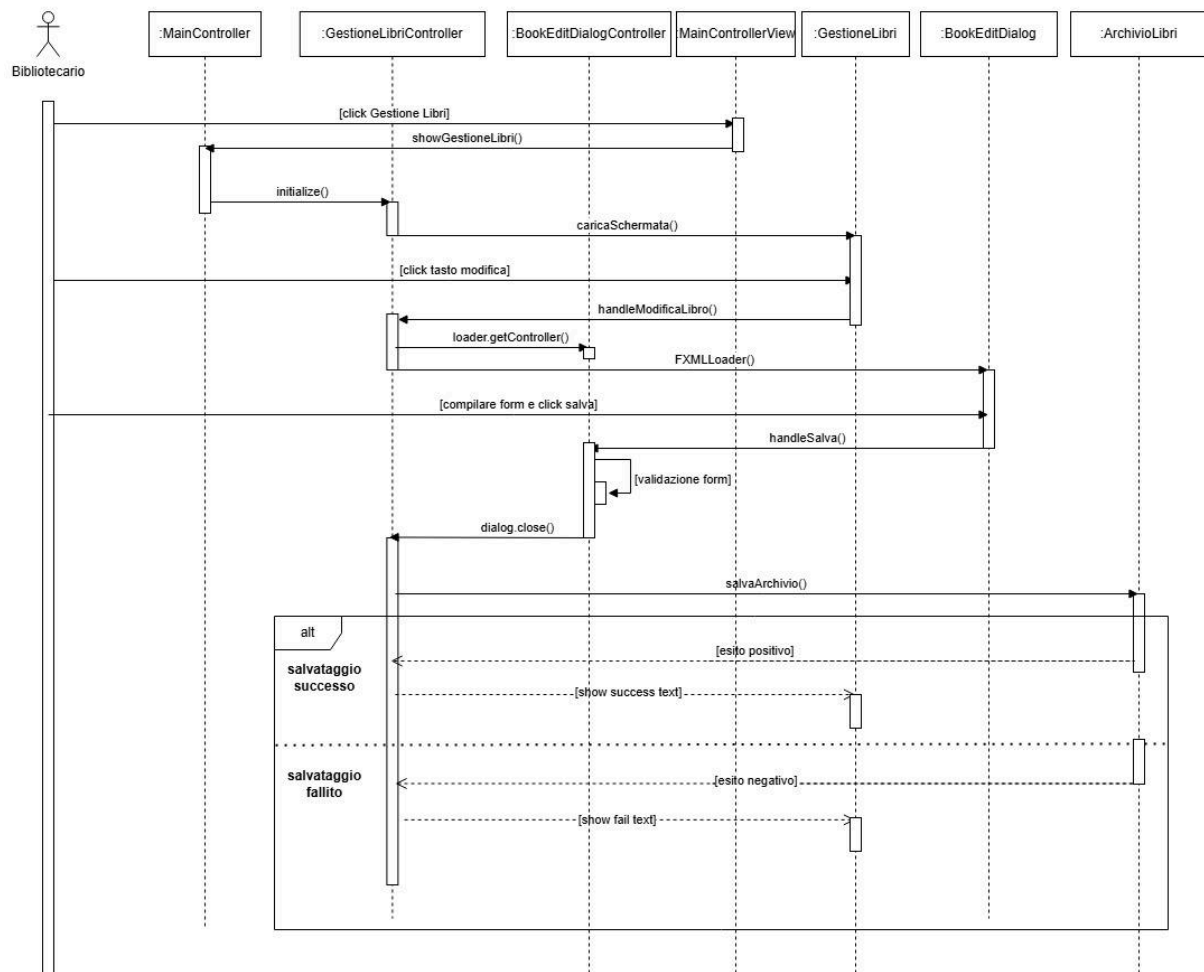 :MainController
:GestioneLibriController
:BookEditDialogController
:MainControllerView
:GestioneLibri
:BookEditDialog
:ArchivioLibri
Bibliotecario
[click Gestione Libri]
showGestioneLibri()
initialize()
caricaSchermata()
[click tasto modifica]
handleModificaLibro()
loader.getController()
FXMLLoader()
[compilare form e click salva]
handleSalva()
[validazione form]
dialog.close()
salvaArchivio()
alt
[esito positivo]
salvataggio
successo
[show success text]
salvataggio
fallito
[esito negativo]
[show fail text]